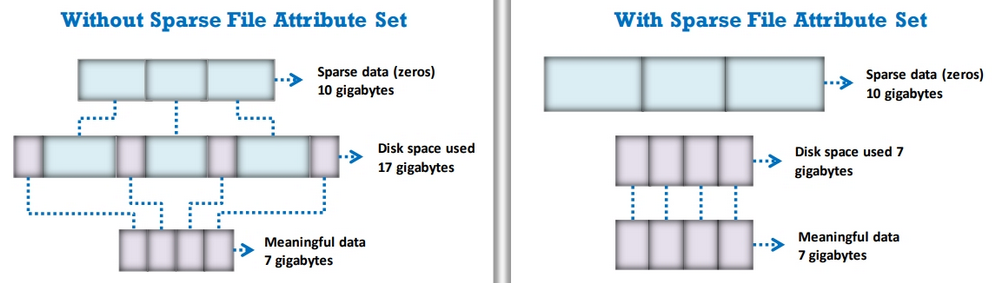 Without Sparse File Attribute Set
Sparse data (zeros)
10 gigabytes
Disk space used
17 gigabytes
Meaningful data
7 gigabytes
With Sparse File Attribute Set
Sparse data (zeros)
10 gigabytes
Disk space used 7
gigabytes
Meaningful data
7 gigabytes